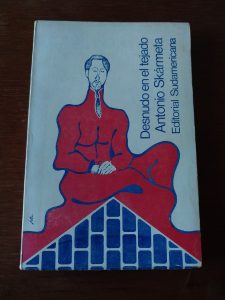 Desnudo en el tejado
Antonio Skármeta
Editorial Sudamericana